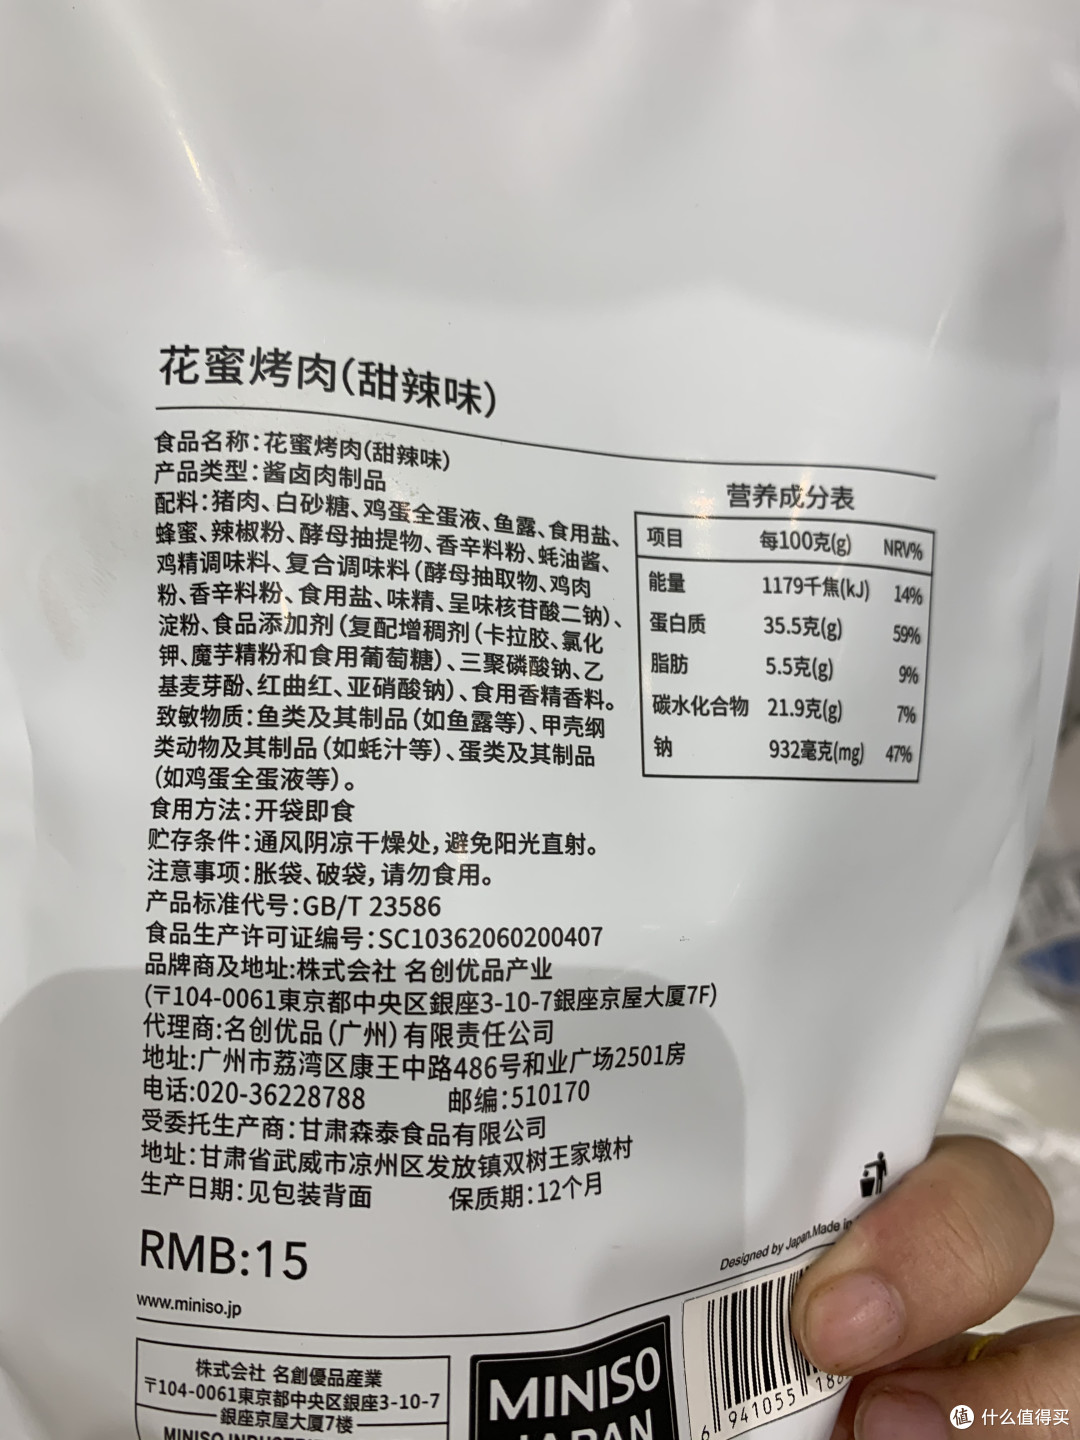 花蜜烤肉(甜辣味)
食品名称:花蜜烤肉(甜辣味)
产品类型:酱卤肉制品
配料:猪肉、白砂糖、鸡蛋全蛋液、鱼露、食用盐、
蜂蜜、辣椒粉、酵母抽提物、香辛料粉、蚝油酱、
鸡精调味料、复合调味料(酵母抽取物、鸡肉
粉、香辛料粉、食用盐、味精、呈味核苷酸二钠)、
淀粉、食品添加剂(复配增稠剂(卡拉胶、氯化
钾、魔芋精粉和食用葡萄糖)、三聚磷酸钠、乙
基麦芽酚、红曲红、亚硝酸钠)、食用香精香料。
致敏物质:鱼类及其制品(如鱼露等)、甲壳纲
类动物及其制品(如蚝汁等)、蛋类及其制品
(如鸡蛋全蛋液等)。
食用方法:开袋即食
贮存条件:通风阴凉干燥处,避免阳光直射。
注意事项:胀袋、破袋,请勿食用。
产品标准代号:GB/T 23586
食品生产许可证编号:SC10362060200407
品牌商及地址:株式会社 名创优品产业
(〒104-0061東京都中央区銀座3-10-7銀座京屋大厦7F)
代理商:名创优品(广州)有限责任公司
地址:广州市荔湾区康王中路486号和业广场2501房
电话:020-36228788 邮编:510170
受委托生产商:甘肃森泰食品有限公司
地址:甘肃省武威市凉州区发放镇双树王家墩村
生产日期:见包装背面 保质期:12个月
营养成分表
项目 每100克(g) NRV%
能量 1179千焦(kJ) 14%
蛋白质 35.5克(g) 59%
脂肪 5.5克(g) 9%
碳水化合物 21.9克(g) 7%
钠 932毫克(mg) 47%
RMB:15
www.miniso.jp
Designed by Japan.Made in
株式会社 名創優品産業
〒104-0061東京都中央区銀座3-10-7
銀座京屋大厦7楼
MINISO
MINISO
JAPAN
6 941055 188
值 什么值得买